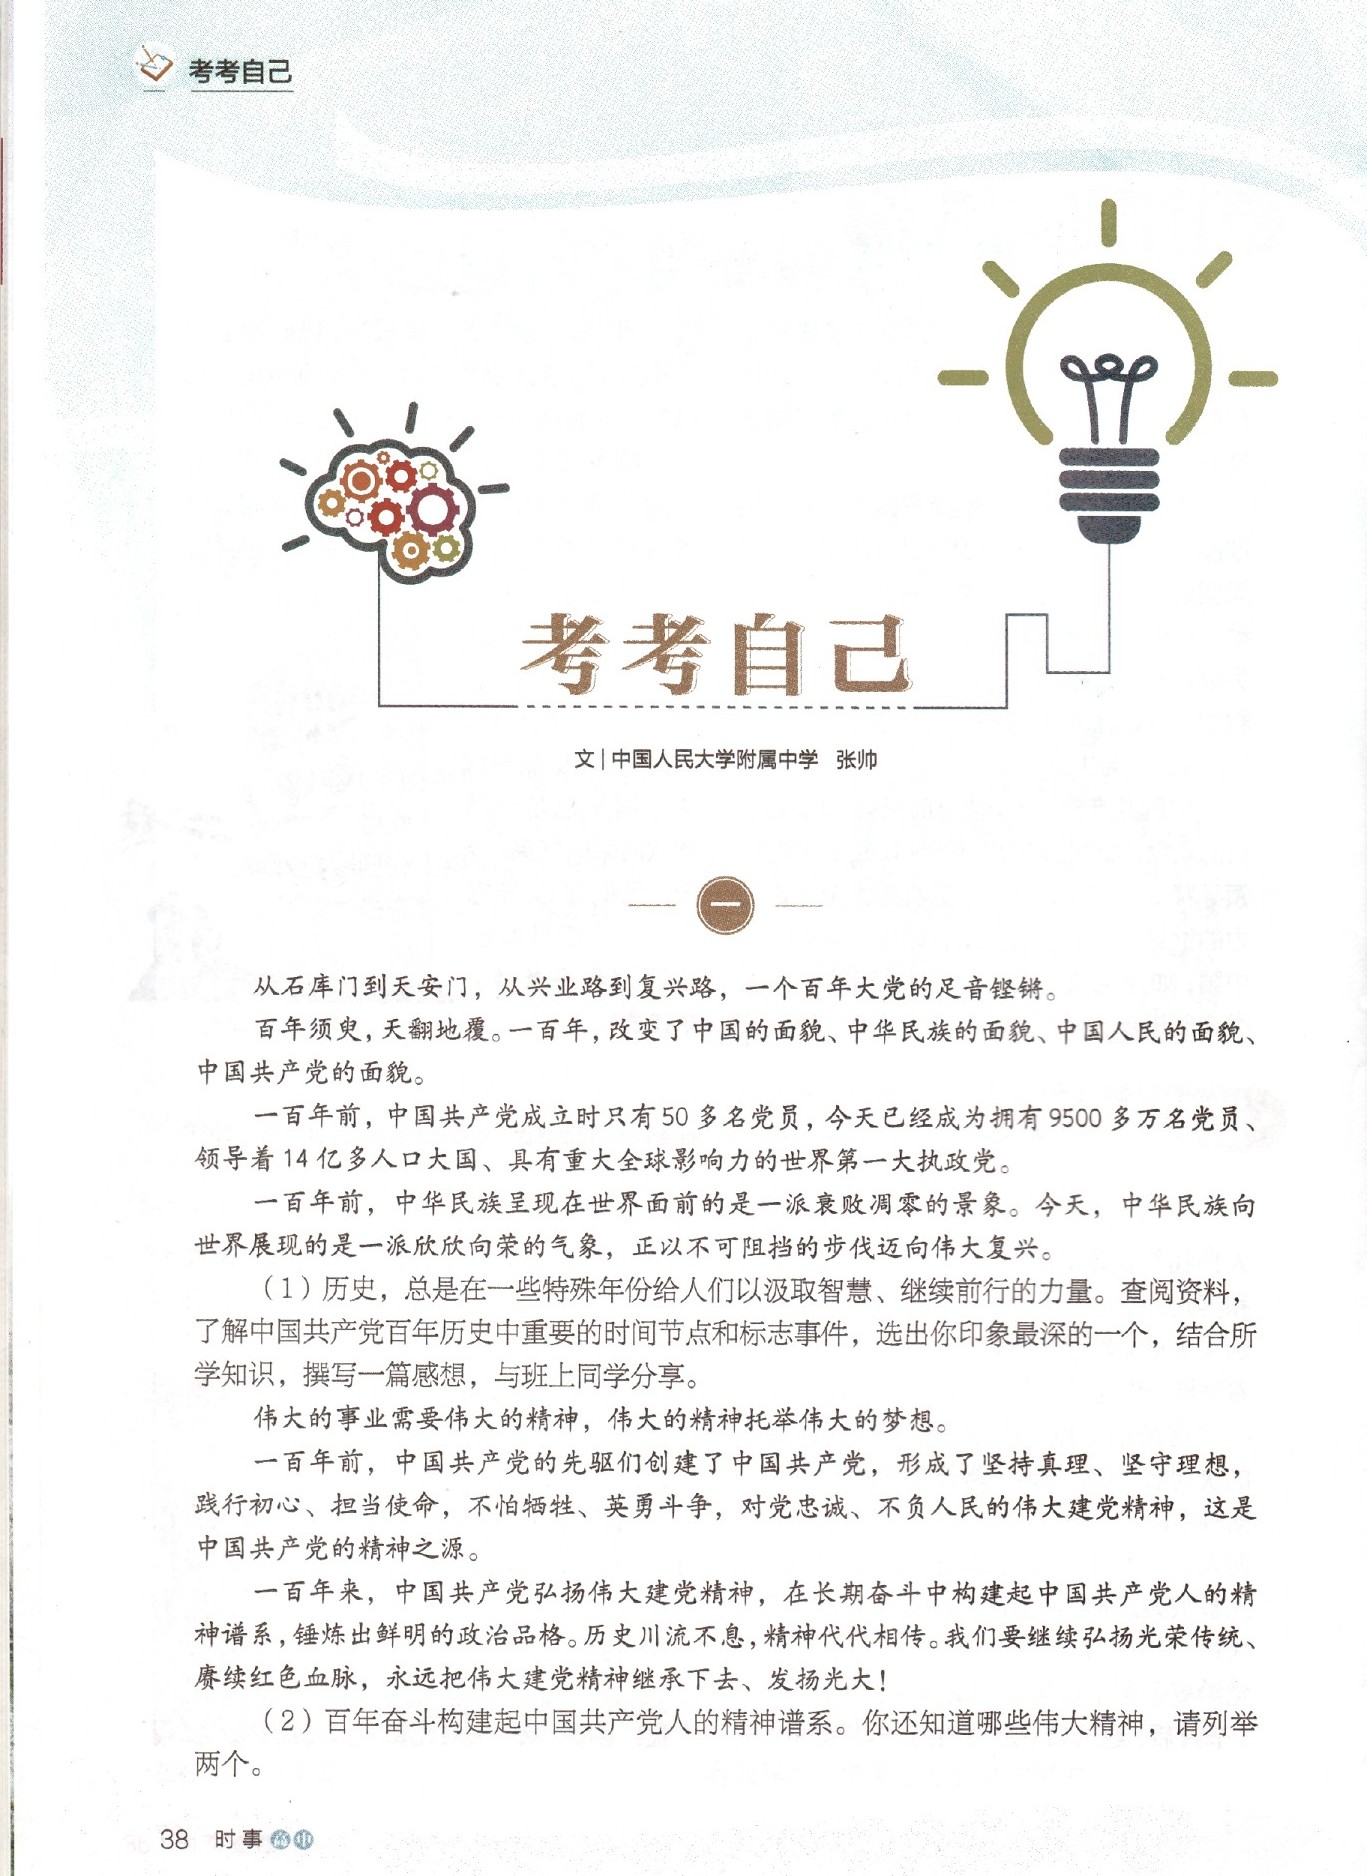 考考自己
考考自己
文|中国人民大学附属中学 张帅
一
从石库门到天安门，从兴业路到复兴路，一个百年大党的足音铿锵。
百年须臾，天翻地覆。一百年，改变了中国的面貌、中华民族的面貌、中国人民的面貌、
中国共产党的面貌。
一百年前，中国共产党成立时只有50多名党员，今天已经成为拥有9500多万名党员、
领导着14亿多人口大国、具有重大全球影响力的世界第一大执政党。
一百年前，中华民族呈现在世界面前的是一派衰败凋零的景象。今天，中华民族向
世界展现的是一派欣欣向荣的气象，正以不可阻挡的步伐迈向伟大复兴。
（1）历史，总是在一些特殊年份给人们以汲取智慧、继续前行的力量。查阅资料，
了解中国共产党百年历史中重要的时间节点和标志事件，选出你印象最深的一个，结合所
学知识，撰写一篇感想，与班上同学分享。
伟大的事业需要伟大的精神，伟大的精神托举伟大的梦想。
一百年前，中国共产党的先驱们创建了中国共产党，形成了坚持真理、坚守理想，
践行初心、担当使命，不怕牺牲、英勇斗争，对党忠诚、不负人民的伟大建党精神，这是
中国共产党的精神之源。
一百年来，中国共产党弘扬伟大建党精神，在长期奋斗中构建起中国共产党人的精
神谱系，锤炼出鲜明的政治品格。历史川流不息，精神代代相传。我们要继续弘扬光荣传统、
赓续红色血脉，永远把伟大建党精神继承下去、发扬光大！
（2）百年奋斗构建起中国共产党人的精神谱系。你还知道哪些伟大精神，请列举
两个。
38 时事高中